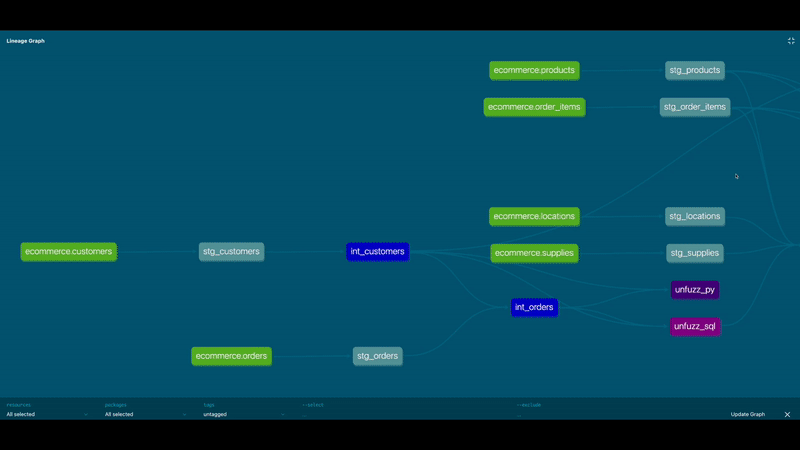 Lineage Graph
ecommerce.products
stg_products
ecommerce.order_items
stg_order_items
ecommerce.locations
stg_locations
ecommerce.customers
stg_customers
int_customers
ecommerce.supplies
stg_supplies
unfuzz_py
int_orders
unfuzz_sql
ecommerce.orders
stg_orders
resources
packages
tags
--select
--exclude
All selected
All selected
untagged
Update Graph